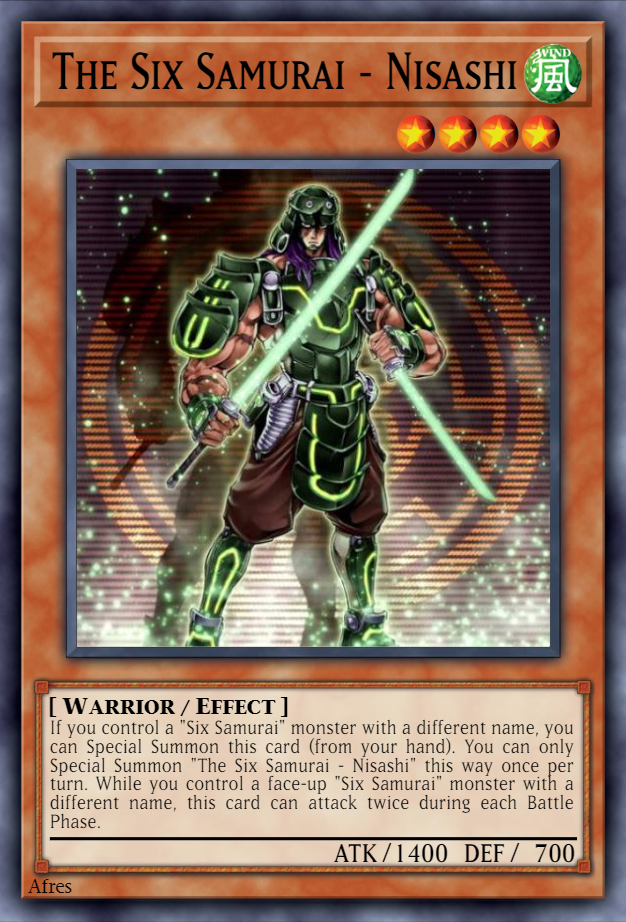 The Six Samurai - Nisashi
WIND
風
[ Warrior / Effect ]
If you control a "Six Samurai" monster with a different name, you
can Special Summon this card (from your hand). You can only
Special Summon "The Six Samurai - Nisashi" this way once per
turn. While you control a face-up "Six Samurai" monster with a
different name, this card can attack twice during each Battle
Phase.
ATK / 1400 DEF / 700
Afres